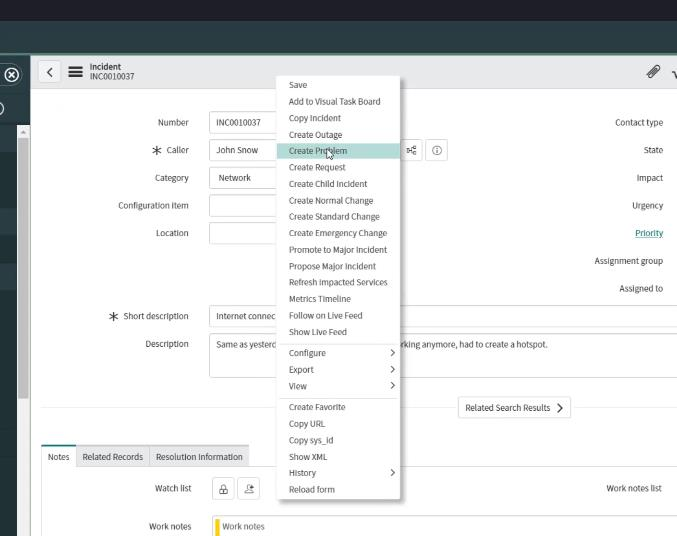 Incident
INC0010037
Number
INC0010037
Contact type
Caller
John Snow
State
Category
Network
Impact
Configuration item
Urgency
Location
Priority
Assignment group
Assigned to
Short description
Internet connec
Description
Same as yesterd
rking anymore, had to create a hotspot.
Save
Add to Visual Task Board
Copy Incident
Create Outage
Create Problem
Create Request
Create Child Incident
Create Normal Change
Create Standard Change
Create Emergency Change
Promote to Major Incident
Propose Major Incident
Refresh Impacted Services
Metrics Timeline
Follow on Live Feed
Show Live Feed
Configure
Export
View
Create Favorite
Copy URL
Copy sys_id
Show XML
History
Reload form
Related Search Results
Notes
Related Records
Resolution Information
Watch list
Work notes list
Work notes
Work notes